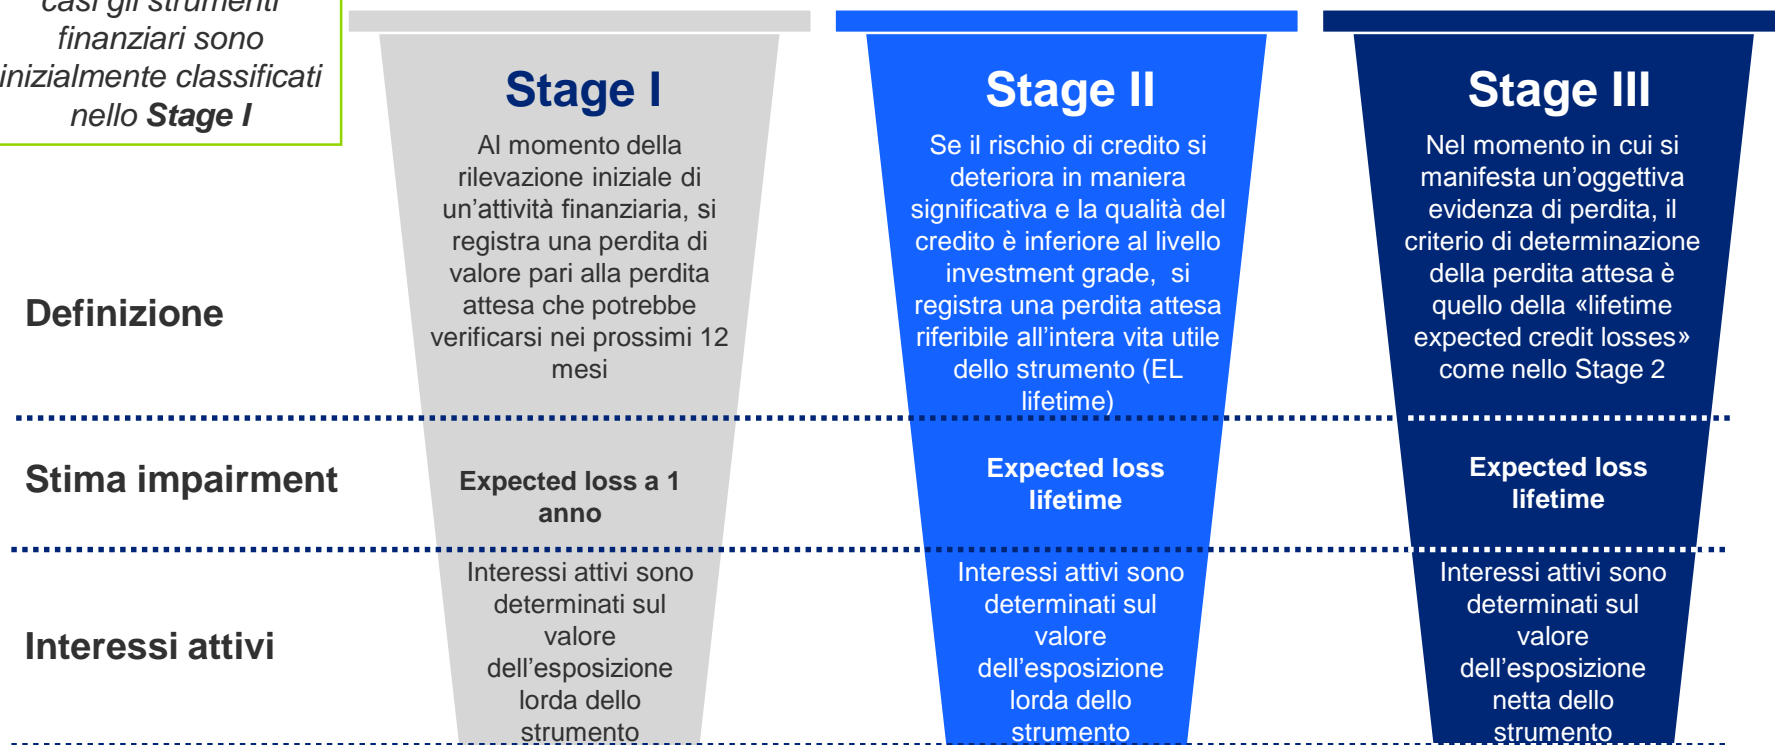 casi gli strumenti
finanziari sono
inizialmente classificati
nello Stage I
Stage I
Al momento della
rilevazione iniziale di
un'attività finanziaria, si
registra una perdita di
valore pari alla perdita
attesa che potrebbe
verificarsi nei prossimi 12
mesi
Stage II
Se il rischio di credito si
deteriora in maniera
significativa e la qualità del
credito è inferiore al livello
investment grade, si
registra una perdita attesa
riferibile all'intera vita utile
dello strumento (EL
lifetime)
Stage III
Nel momento in cui si
manifesta un'oggettiva
evidenza di perdita, il
criterio di determinazione
della perdita attesa è
quello della «lifetime
expected credit losses»
come nello Stage 2
Definizione
Stima impairment
Expected loss a 1
anno
Expected loss
lifetime
Expected loss
lifetime
Interessi attivi
Interessi attivi sono
determinati sul
valore
dell'esposizione
lorda dello
strumento
Interessi attivi sono
determinati sul
valore
dell'esposizione
lorda dello
strumento
Interessi attivi sono
determinati sul
valore
dell'esposizione
netta dello
strumento